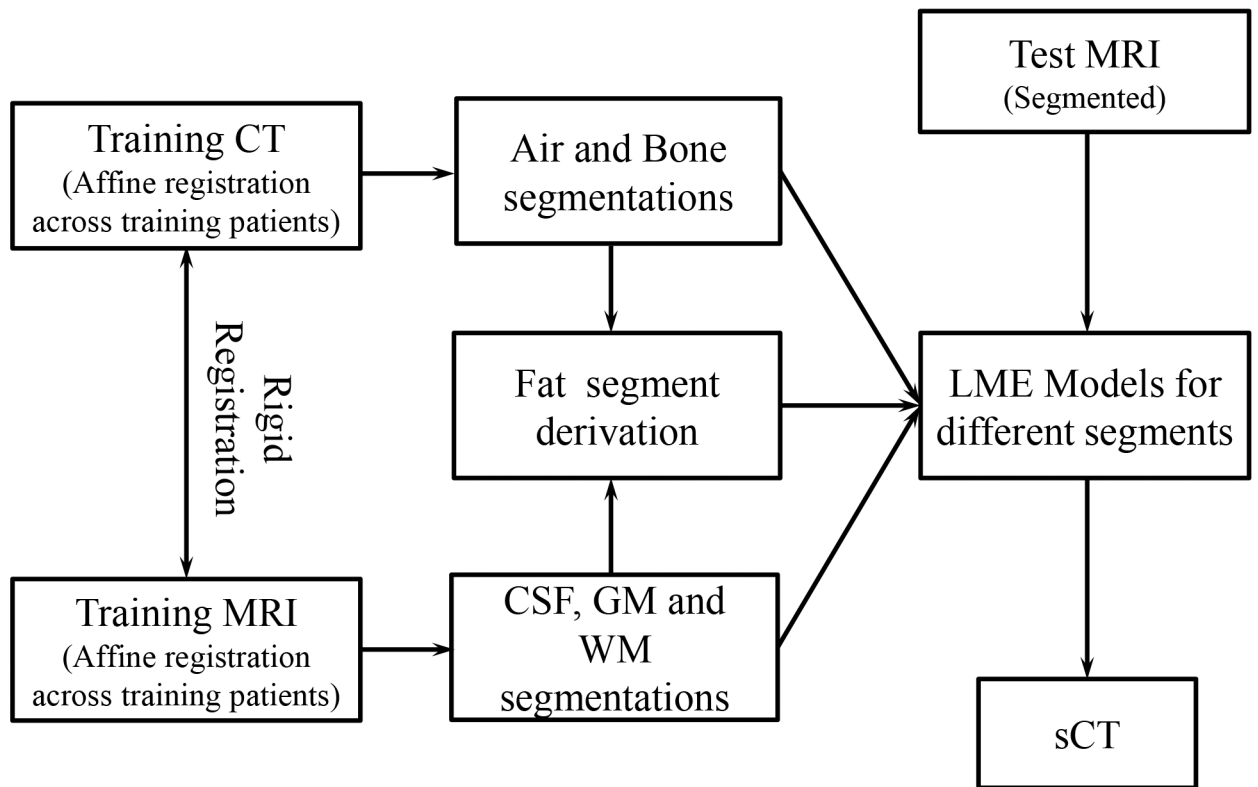 Test MRI
(Segmented)
Training CT
(Affine registration
across training patients)
Air and Bone
segmentations
Rigid
Registration
Fat segment
derivation
LME Models for
different segments
Training MRI
(Affine registration
across training patients)
CSF, GM and
WM
segmentations
sCT